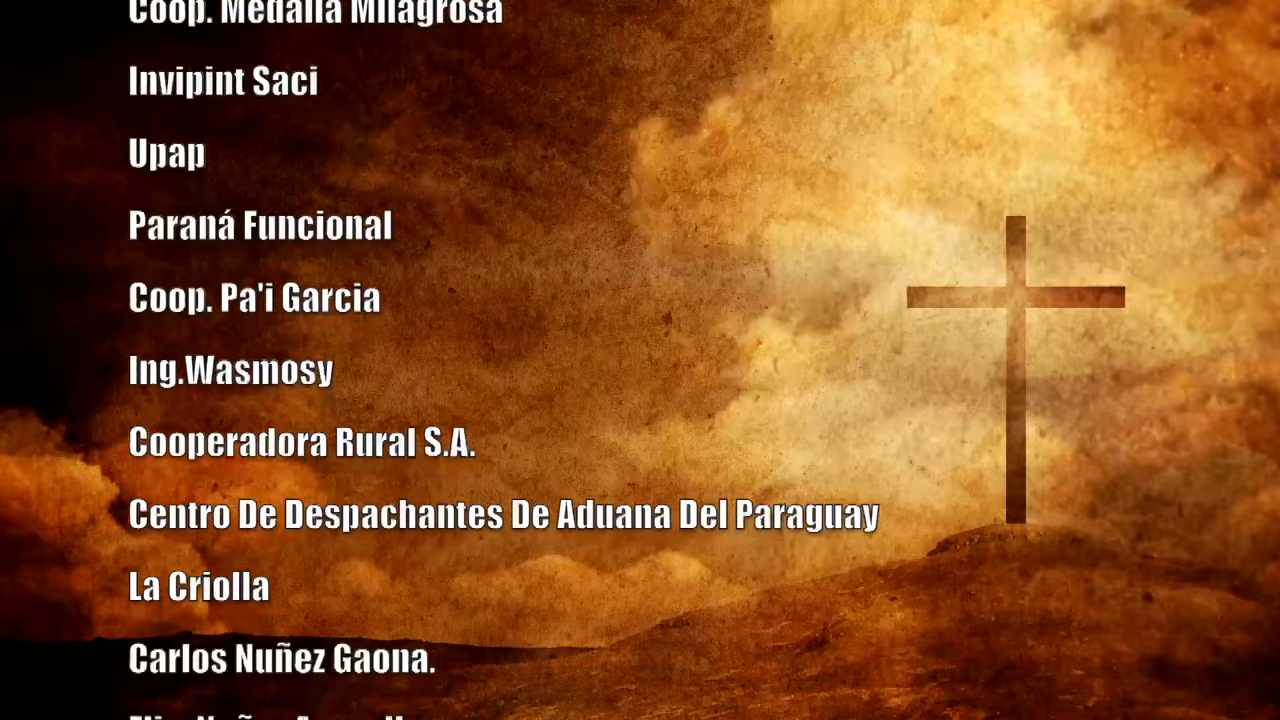 Coop. Medalla Milagrosa
Invipint Saci
Upap
Paraná Funcional
Coop. Pa'i Garcia
Ing.Wasmosy
Cooperadora Rural S.A.
Centro De Despachantes De Aduana Del Paraguay
La Criolla
Carlos Nuñez Gaona.